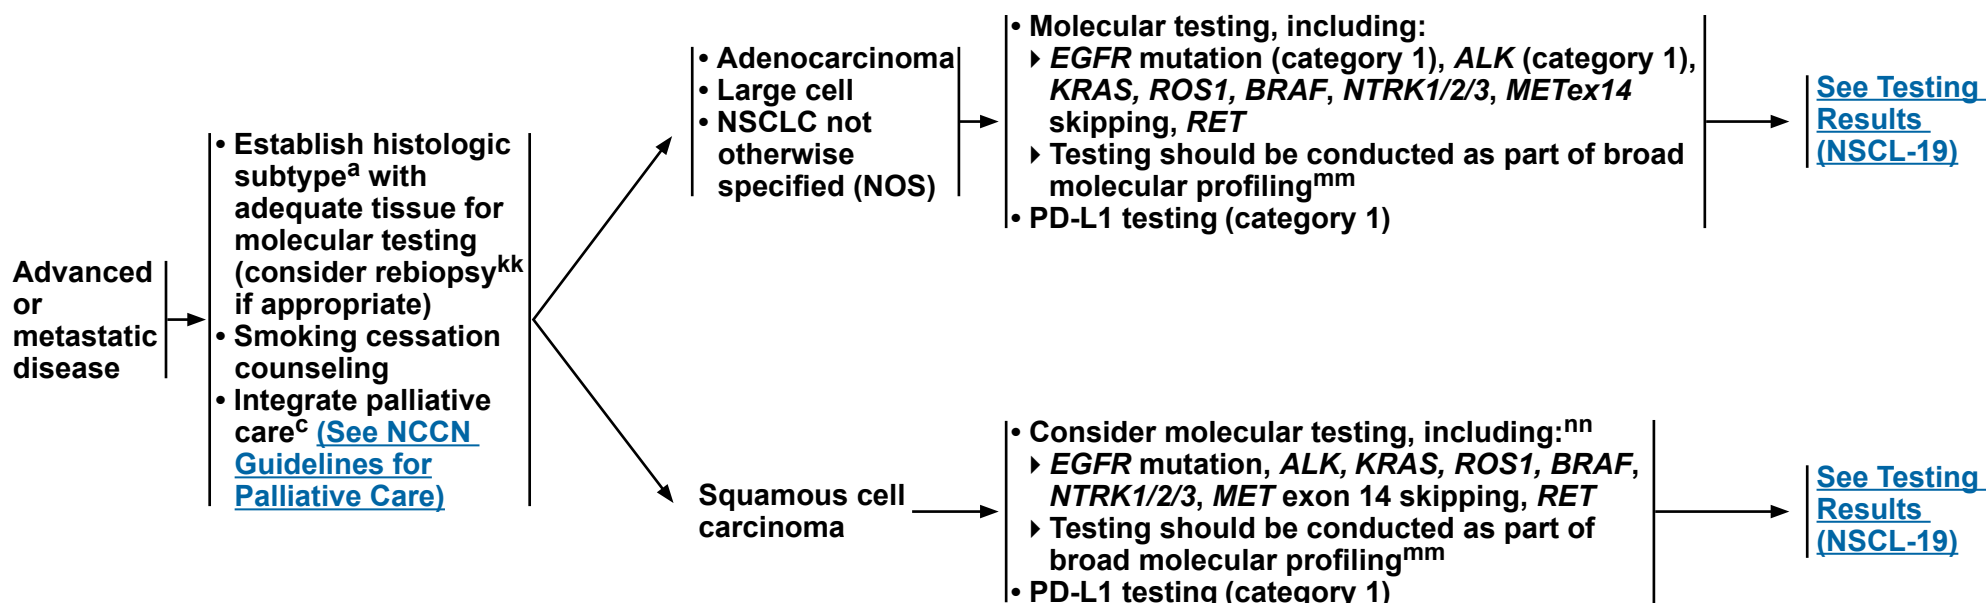 Advanced
or
metastatic
disease
• Establish histologic
subtypeᵃ with
adequate tissue for
molecular testing
(consider rebiopsyᵏᵏ
if appropriate)
• Smoking cessation
counseling
• Integrate palliative
careᶜ (See NCCN
Guidelines for
Palliative Care)
• Adenocarcinoma
• Large cell
• NSCLC not
otherwise
specified (NOS)
• Molecular testing, including:
▸ EGFR mutation (category 1), ALK (category 1),
KRAS, ROS1, BRAF, NTRK1/2/3, METex14
skipping, RET
▸ Testing should be conducted as part of broad
molecular profilingᵐᵐ
• PD-L1 testing (category 1)
See Testing
Results
(NSCL-19)
Squamous cell
carcinoma
• Consider molecular testing, including:ⁿⁿ
▸ EGFR mutation, ALK, KRAS, ROS1, BRAF,
NTRK1/2/3, MET exon 14 skipping, RET
▸ Testing should be conducted as part of
broad molecular profilingᵐᵐ
• PD-L1 testing (category 1)
See Testing
Results
(NSCL-19)